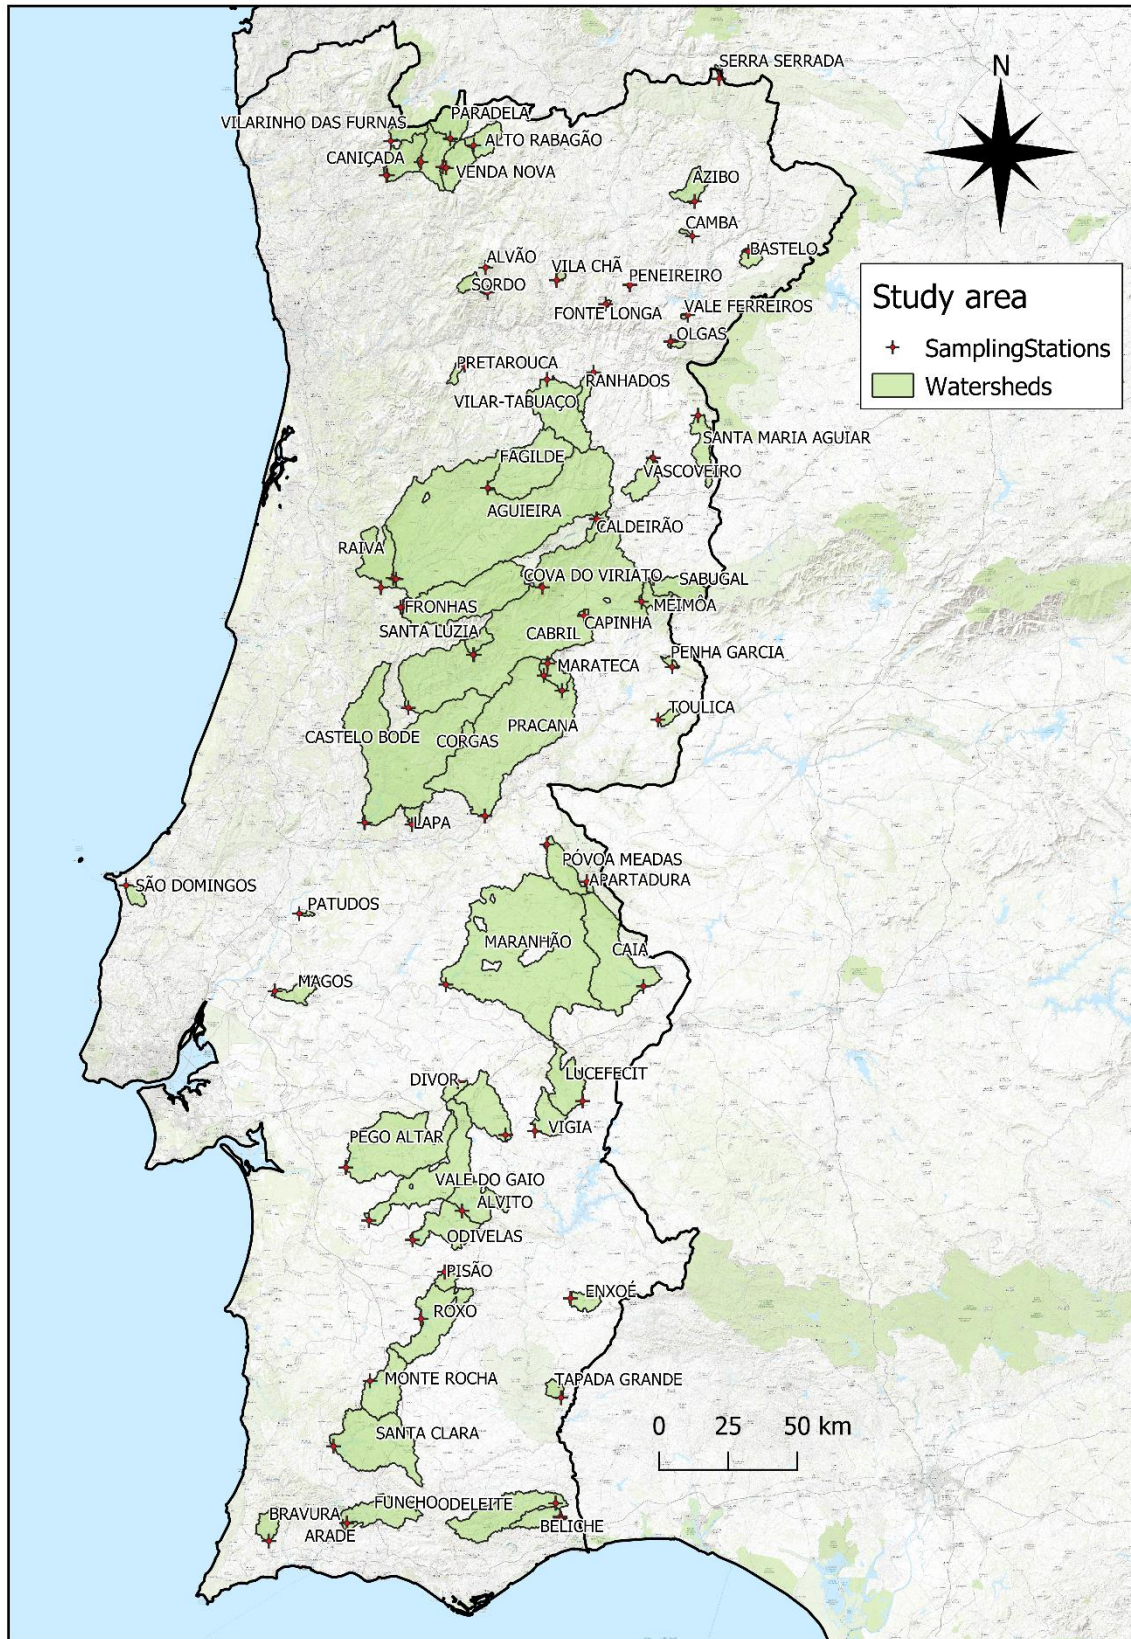 SERRA SERRADA
N
PARADELA
VILARINHO DAS FURNAS
ALTO RABAGÃO
CANIÇADA
VENDA NOVA
AZIBO
CAMBA
BASTELO
ALVÃO
VILA CHÃ
SORDO
PENEIREIRO
FONTE LONGA
VALE FERREIROS
OLGAS
Study area
SamplingStations
Watersheds
PRETAROUCA
RANHADOS
VILAR-TABUAÇO
SANTA MARIA AGUIAR
FAGILDE
VASCOVEIRO
AGUIEIRA
CALDEIRÃO
RAIVA
COVA DO VIRIATO
SABUGAL
FRONHAS
MEIMÔA
CAPINHA
SANTA LUZIA
CABRIL
MARATECA
PENHA GARCIA
TOULICA
PRACANA
CASTELO BODE
CORGAS
LAPA
PÓVOA MEADAS
APARTADURA
SÃO DOMINGOS
PATUDOS
MARANHÃO
CAIA
MAGOS
LUCEFECIT
DIVOR
VIGIA
PEGO ALTAR
VALE DO GAIO
ALVITO
ODIVELAS
PISÃO
ENXOÉ
ROXO
MONTE ROCHA
TAPADA GRANDE
SANTA CLARA
0 25 50 km
FUNCHO
ODELEITE
BRAVURA
ARADE
BELICHE